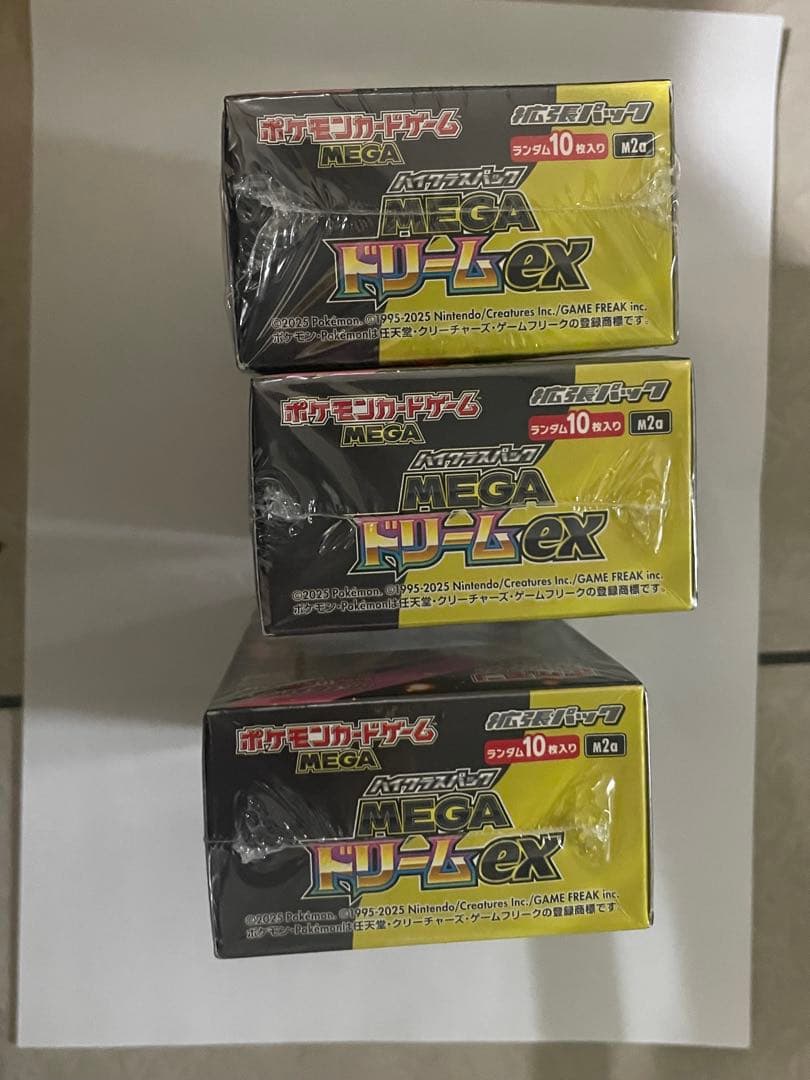 ポケモンカードゲーム
MEGA
拡張パック
ランダム10枚入り M2a
ハイクラスパック
MEGA
ドリームex
©2025 Pokémon. ©1995-2025 Nintendo/Creatures Inc./GAME FREAK inc.
ポケモン・Pokémonは任天堂・クリーチャーズ・ゲームフリークの登録商標です。
ポケモンカードゲーム
MEGA
拡張パック
ランダム10枚入り M2a
ハイクラスパック
MEGA
ドリームex
©2025 Pokémon. ©1995-2025 Nintendo/Creatures Inc./GAME FREAK inc.
ポケモン・Pokémonは任天堂・クリーチャーズ・ゲームフリークの登録商標です。
ポケモンカードゲーム
MEGA
拡張パック
ランダム10枚入り M2a
ハイクラスパック
MEGA
ドリームex
©2025 Pokémon. ©1995-2025 Nintendo/Creatures Inc./GAME FREAK inc.
ポケモン・Pokémonは任天堂・クリーチャーズ・ゲームフリークの登録商標です。